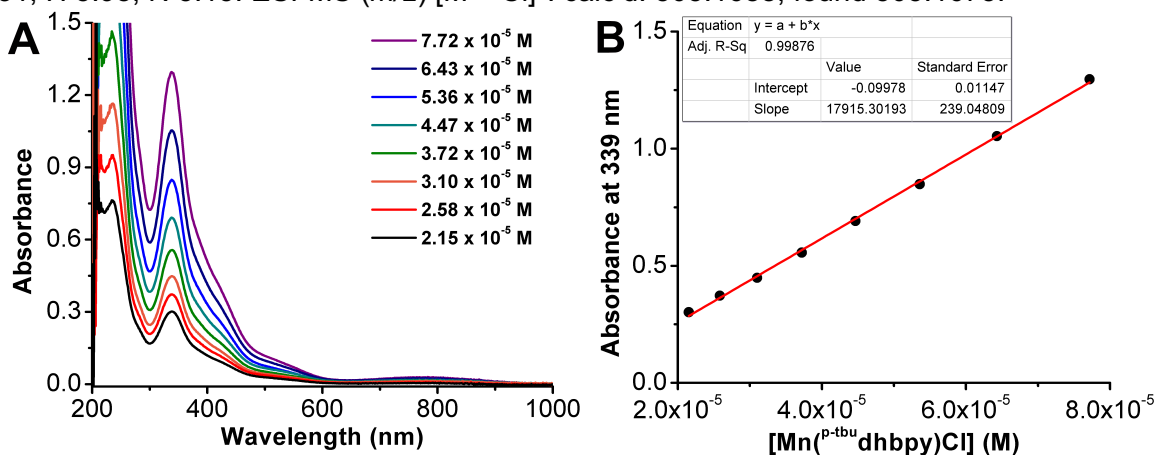 A
Absorbance
1.5
1.2
0.9
0.6
0.3
0.0
200 400 600 800 1000
Wavelength (nm)
7.72 x 10-5 M
6.43 x 10-5 M
5.36 x 10-5 M
4.47 x 10-5 M
3.72 x 10-5 M
3.10 x 10-5 M
2.58 x 10-5 M
2.15 x 10-5 M
B
Absorbance at 339 nm
1.5
1.0
0.5
0.0
2.0x10-5 4.0x10-5 6.0x10-5 8.0x10-5
[Mn(p-tbudhbpy)Cl] (M)
Equation y = a + b*x
Adj. R-Sq 0.99876
Value Standard Error
Intercept -0.09978 0.01147
Slope 17915.30193 239.04809